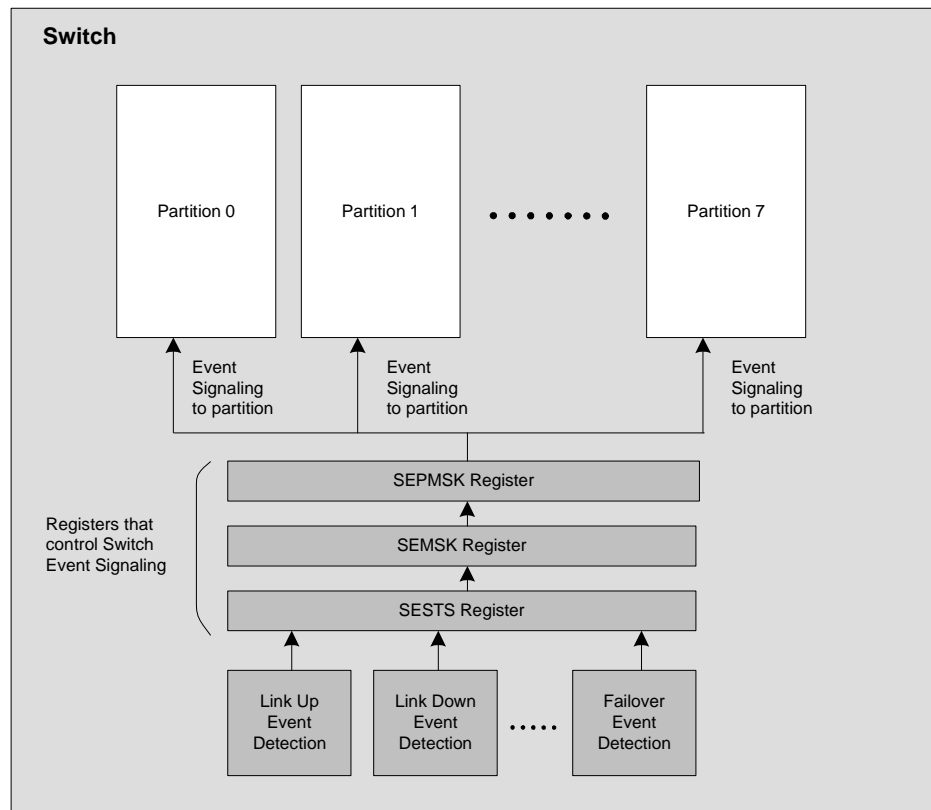 Switch
Partition 0
Partition 1
Partition 7
Event
Signaling
to partition
Event
Signaling
to partition
Event
Signaling
to partition
SEPMSK Register
Registers that
control Switch
Event Signaling
SEMSK Register
SESTS Register
Link Up
Event
Detection
Link Down
Event
Detection
Failover
Event
Detection